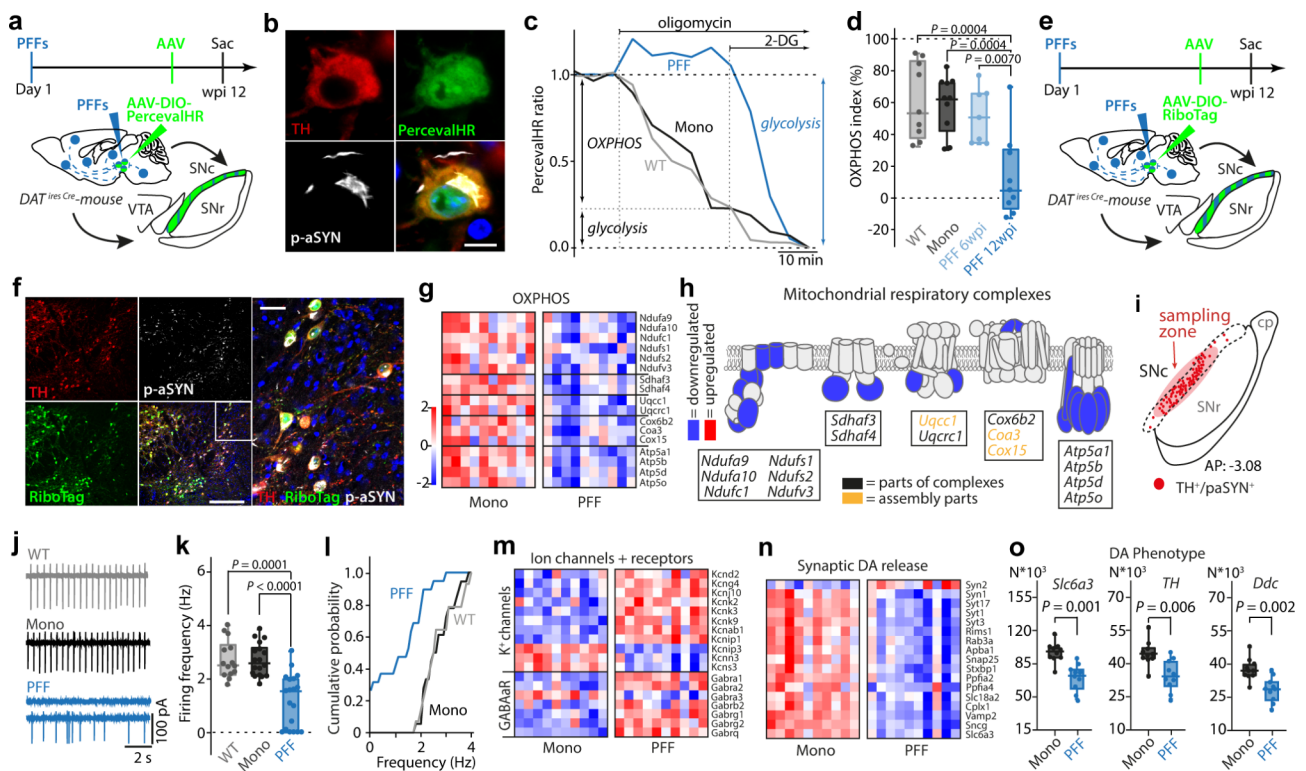 a
PFFs
AAV
Sac
Day 1
wpi 12
PFFs
AAV-DIO-
PercevalHR
SNc
VTA
SNr
DAT ires Cre-mouse
b
TH
PercevalHR
p-aSYN
c
oligomycin
2-DG
PFF
1.0
0.5
0.0
PercevalHR ratio
OXPHOS
Mono
WT
glycolysis
glycolysis
10 min
d
P = 0.0004
P = 0.0004
P = 0.0070
OXPHOS index (%)
100
80
60
40
20
0
-20
WT
Mono
PFF 6wpi
PFF 12wpi
e
PFFs
AAV
Sac
Day 1
wpi 12
PFFs
AAV-DIO-
RiboTag
SNc
VTA
SNr
DAT ires Cre-mouse
f
TH
p-aSYN
RiboTag
TH RiboTag p-aSYN
g
OXPHOS
Ndufa9
Ndufa10
Ndufc1
Ndufs1
Ndufs2
Ndufv3
Sdhaf3
Sdhaf4
Uqcc1
Uqcrc1
Cox6b2
Coa3
Cox15
Atp5a1
Atp5b
Atp5d
Atp5o
2
0
-2
Mono
PFF
h
Mitochondrial respiratory complexes
= downregulated
= upregulated
Ndufa9 Ndufs1
Ndufa10 Ndufs2
Ndufc1 Ndufv3
Sdhaf3
Sdhaf4
Uqcc1
Uqcrc1
Cox6b2
Coa3
Cox15
Atp5a1
Atp5b
Atp5d
Atp5o
= parts of complexes
= assembly parts
i
sampling
zone
cp
SNc
SNr
AP: -3.08
TH+/paSYN+
j
WT
Mono
PFF
100 pA
2 s
k
P = 0.0001
P < 0.0001
Firing frequency (Hz)
6
4
2
0
WT
Mono
PFF
l
Cumulative probability
1.0
0.8
0.6
0.4
0.2
0
PFF
WT
Mono
0 2 4
Frequency (Hz)
m
Ion channels + receptors
K+ channels
GABAaR
Kcnd2
Kcnq4
Kcnj10
Kcnk2
Kcnk3
Kcnk9
Kcnab1
Kcnip1
Kcnip3
Kcnn3
Kcns3
Gabra1
Gabra2
Gabra3
Gabrb2
Gabrg1
Gabrg2
Gabrq
Mono
PFF
n
Synaptic DA release
Syn2
Syn1
Syt17
Syt1
Syt3
Rims1
Rab3a
Apba1
Snap25
Stxbp1
Ppfia2
Ppfia4
Slc18a2
Cplx1
Vamp2
Sncg
Slc6a3
Mono
PFF
o
DA Phenotype
N*10³
Slc6a3
P = 0.001
150
120
85
50
Mono
PFF
N*10³
TH
P = 0.006
65
40
10
Mono
PFF
N*10³
Ddc
P = 0.002
75
50
25
Mono
PFF